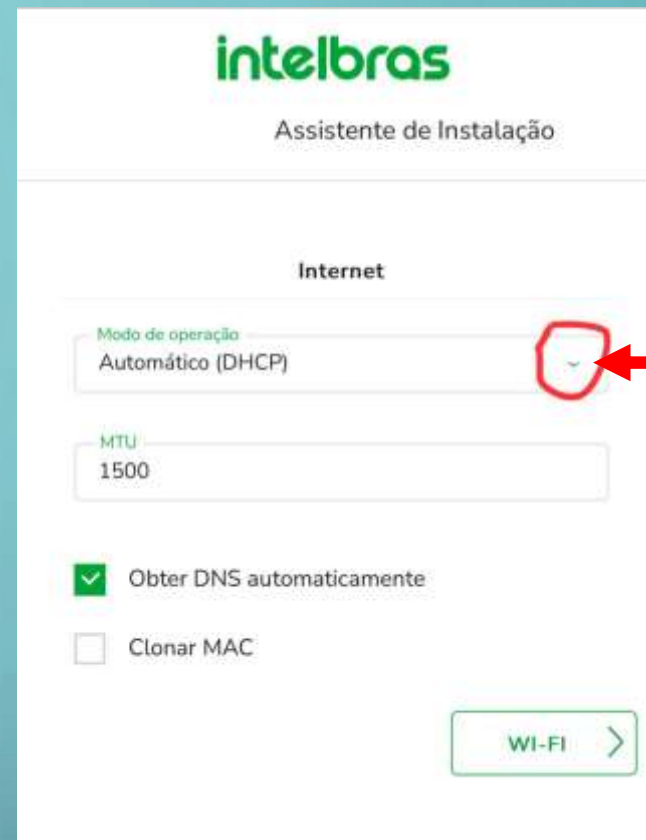 intelbras
Assistente de Instalação
Internet
Modo de operação
Automático (DHCP)
MTU
1500
Obter DNS automaticamente
Clonar MAC
WI-FI